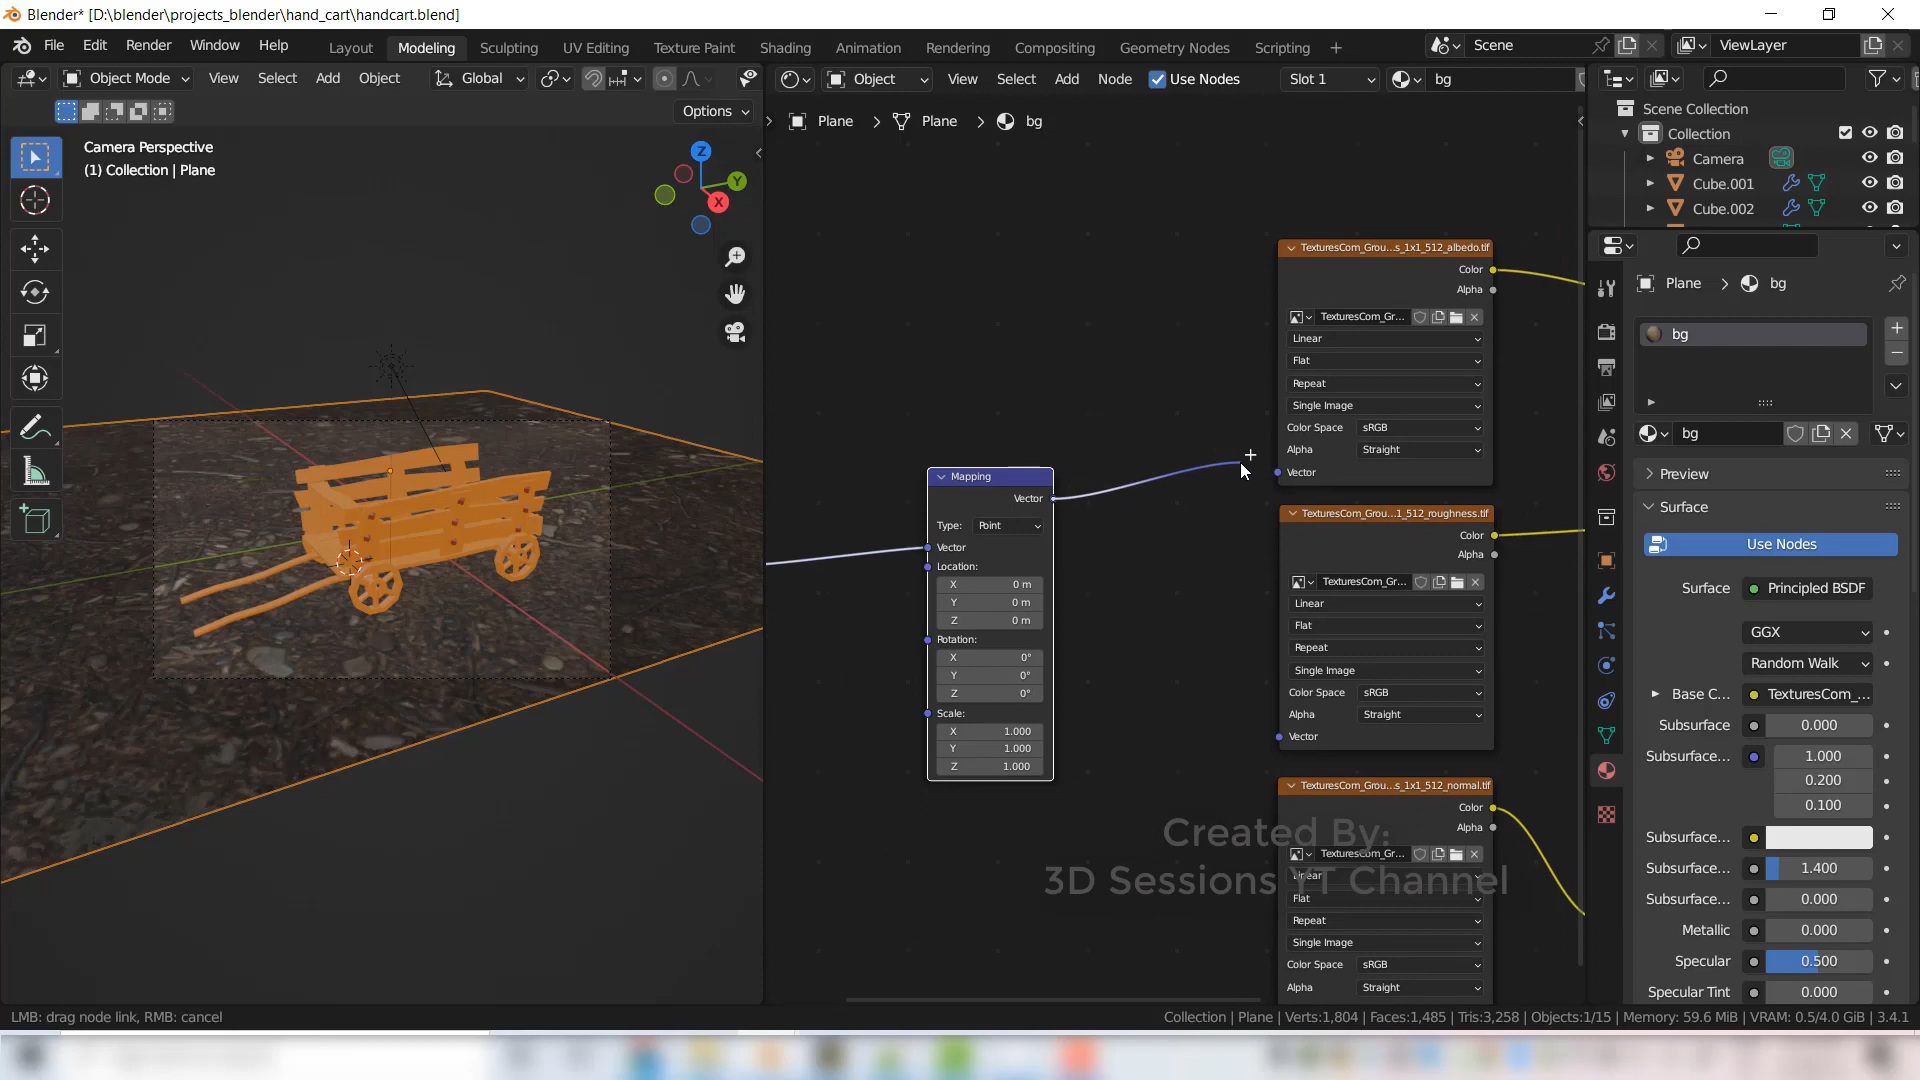 Blender* [D:\blender\projects_blender\hand_cart\handcart.blend]
File Edit Render Window Help
Layout Modeling Sculpting UV Editing Texture Paint Shading Animation Rendering Compositing Geometry Nodes Scripting +
Scene
ViewLayer
Object Mode View Select Add Object Global
Object View Select Add Node Use Nodes Slot 1 bg
Options
Camera Perspective
(1) Collection | Plane
Z
Y
X
Plane > Plane > bg
Scene Collection
Collection
Camera
Cube.001
Cube.002
Plane > bg
bg
bg
Preview
Surface
Use Nodes
Surface Principled BSDF
GGX
Random Walk
Base C... TexturesCom_...
Subsurface 0.000
Subsurface... 1.000
0.200
0.100
Subsurface...
Subsurface... 1.400
Subsurface... 0.000
Metallic 0.000
Specular 0.500
Specular Tint 0.000
Mapping
Vector
Type: Point
Vector
Location:
X 0 m
Y 0 m
Z 0 m
Rotation:
X 0°
Y 0°
Z 0°
Scale:
X 1.000
Y 1.000
Z 1.000
TexturesCom_Grou...s_1x1_512_albedo.tif
Color
Alpha
TexturesCom_Gr...
Linear
Flat
Repeat
Single Image
Color Space sRGB
Alpha Straight
Vector
TexturesCom_Grou...1_512_roughness.tif
Color
Alpha
TexturesCom_Gr...
Linear
Flat
Repeat
Single Image
Color Space sRGB
Alpha Straight
Vector
TexturesCom_Grou...s_1x1_512_normal.tif
Color
Alpha
TexturesCom_Gr...
Linear
Flat
Repeat
Single Image
Color Space sRGB
Alpha Straight
Created By:
3D Sessions YT Channel
LMB: drag node link, RMB: cancel
Collection | Plane | Verts:1,804 | Faces:1,485 | Tris:3,258 | Objects:1/15 | Memory: 59.6 MiB | VRAM: 0.5/4.0 GiB | 3.4.1